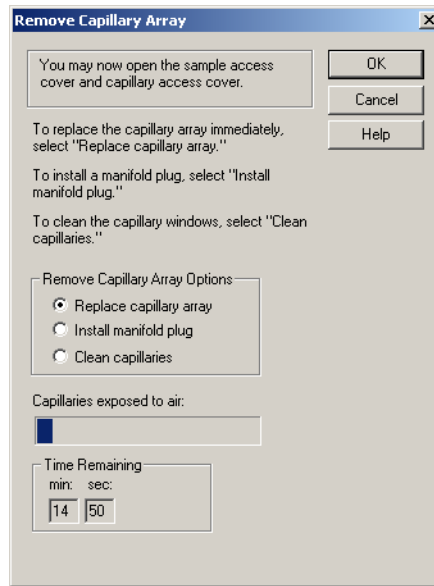 Remove Capillary Array
You may now open the sample access
cover and capillary access cover.
OK
Cancel
Help
To replace the capillary array immediately,
select "Replace capillary array."
To install a manifold plug, select "Install
manifold plug."
To clean the capillary windows, select "Clean
capillaries."
Remove Capillary Array Options
Replace capillary array
Install manifold plug
Clean capillaries
Capillaries exposed to air:
Time Remaining
min: sec:
14 50